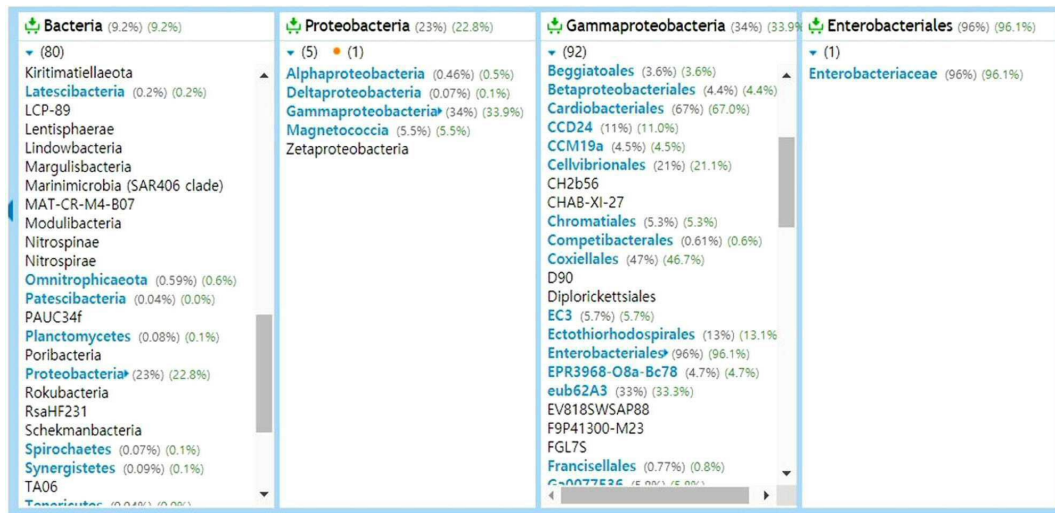 Bacteria (9.2%) (9.2%)
(80)
Kiritimatiellaeota
Latescibacteria (0.2%) (0.2%)
LCP-89
Lentisphaerae
Lindowbacteria
Margulisbacteria
Marinimicrobia (SAR406 clade)
MAT-CR-M4-B07
Modulibacteria
Nitrospinae
Nitrospirae
Omnitrophicaeota (0.59%) (0.6%)
Patescibacteria (0.04%) (0.0%)
PAUC34f
Planctomycetes (0.08%) (0.1%)
Poribacteria
Proteobacteria (23%) (22.8%)
Rokubacteria
RsaHF231
Schekmanbacteria
Spirochaetes (0.07%) (0.1%)
Synergistetes (0.09%) (0.1%)
TA06
Proteobacteria (23%) (22.8%)
(5) (1)
Alphaproteobacteria (0.46%) (0.5%)
Deltaproteobacteria (0.07%) (0.1%)
Gammaproteobacteria (34%) (33.9%)
Magnetococcia (5.5%) (5.5%)
Zetaproteobacteria
Gammaproteobacteria (34%) (33.9%
(92)
Beggiatoales (3.6%) (3.6%)
Betaproteobacteriales (4.4%) (4.4%)
Cardiobacteriales (67%) (67.0%)
CCD24 (11%) (11.0%)
CCM19a (4.5%) (4.5%)
Cellvibrionales (21%) (21.1%)
CH2b56
CHAB-XI-27
Chromatiales (5.3%) (5.3%)
Competibacterales (0.61%) (0.6%)
Coxiellales (47%) (46.7%)
D90
Diplorickettsiales
EC3 (5.7%) (5.7%)
Ectothiorhodospirales (13%) (13.1%
Enterobacteriales (96%) (96.1%)
EPR3968-O8a-Bc78 (4.7%) (4.7%)
eub62A3 (33%) (33.3%)
EV818SWSAP88
F9P41300-M23
FGL7S
Francisellales (0.77%) (0.8%)
Enterobacteriales (96%) (96.1%)
(1)
Enterobacteriaceae (96%) (96.1%)